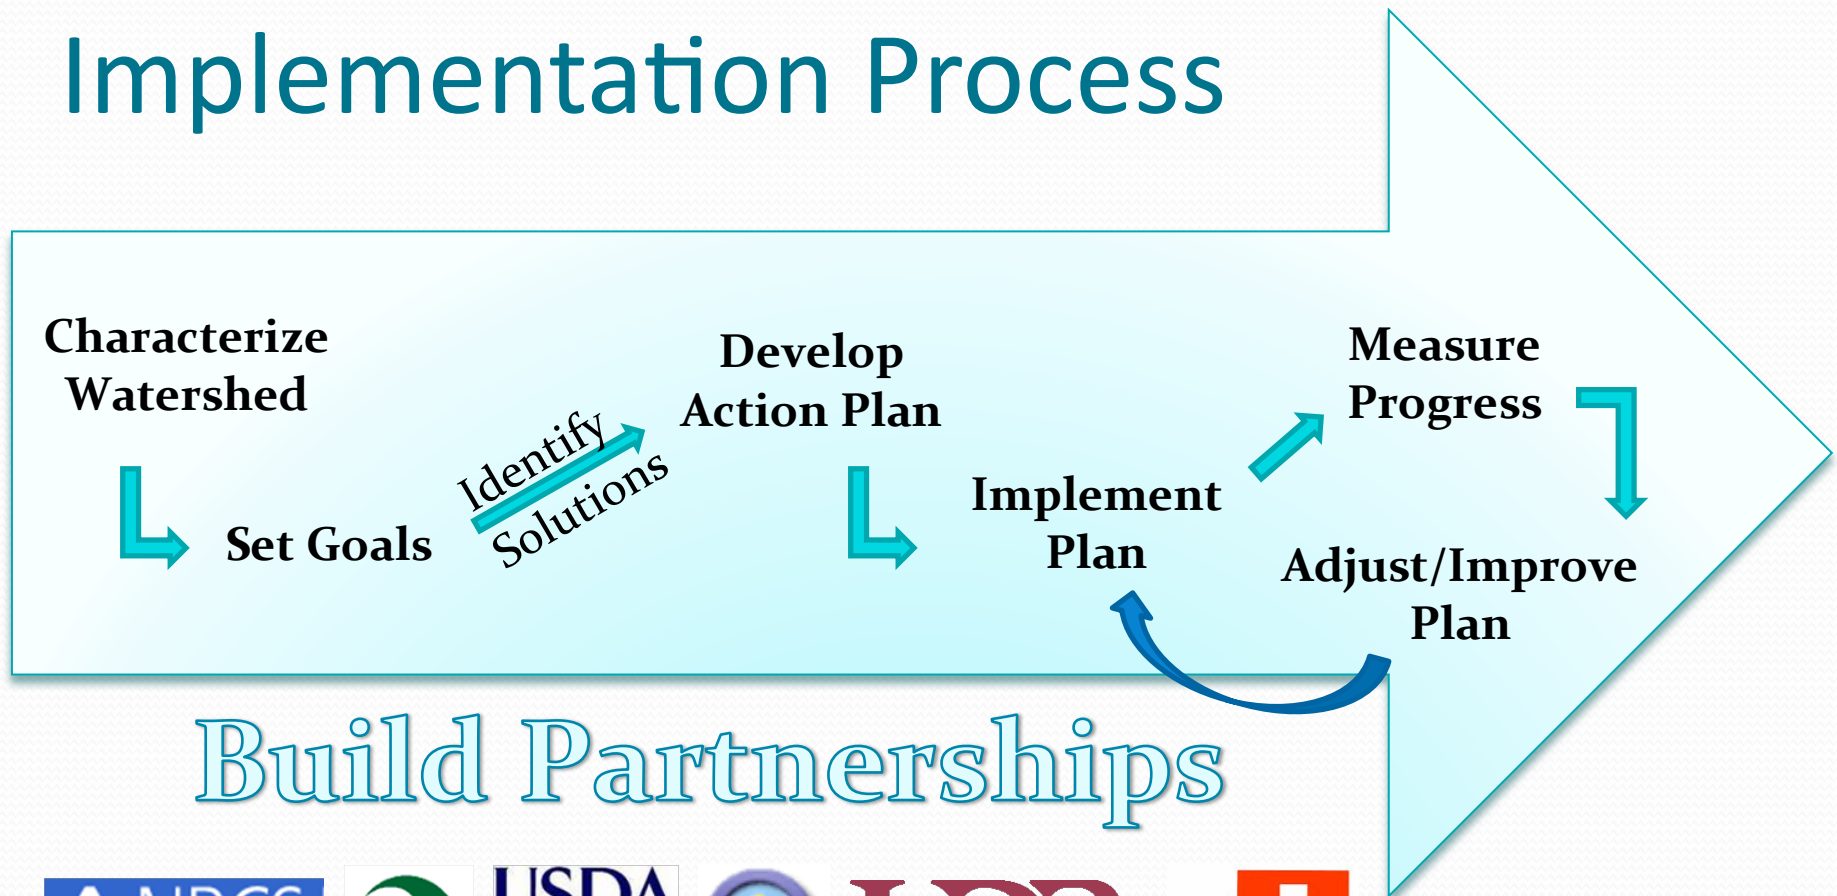 Implementation Process
Characterize
Watershed
Set Goals
Identify
Solutions
Develop
Action Plan
Implement
Plan
Measure
Progress
Adjust/Improve
Plan
Build Partnerships
NRCS
USDA